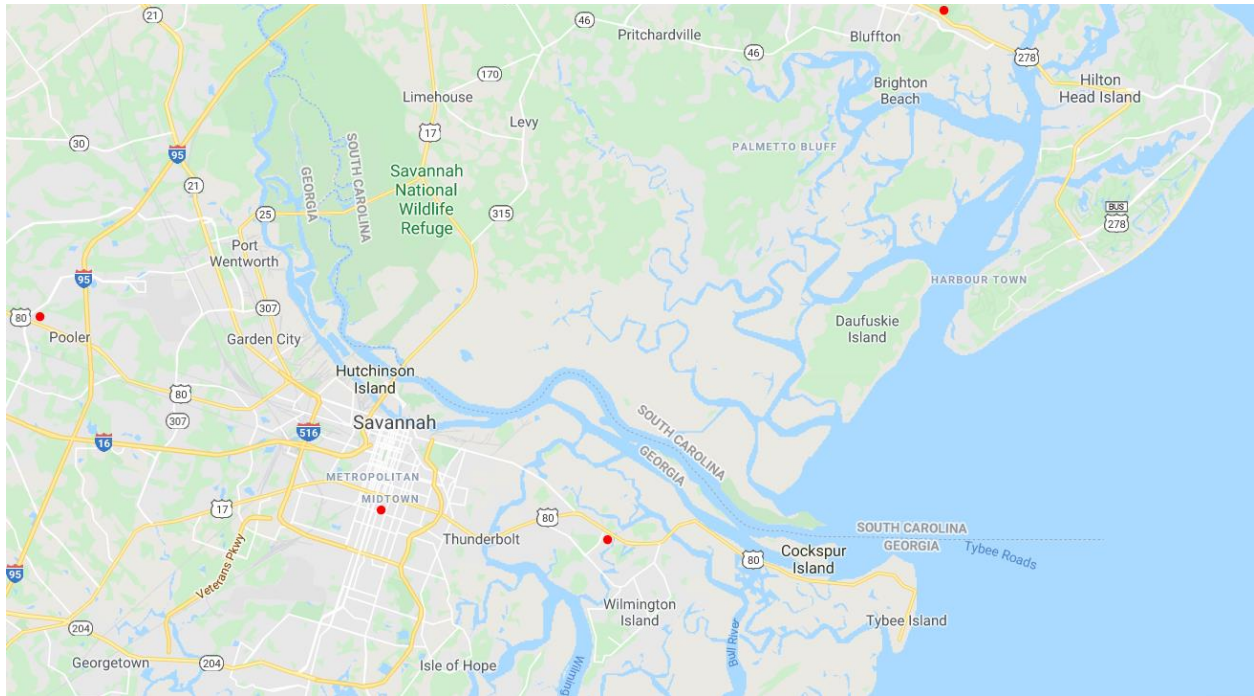 21
46
Pritchardville
Bluffton
46
278
170
Brighton
Beach
Hilton
Head Island
Limehouse
30
17
Levy
95
SOUTH CAROLINA
GEORGIA
PALMETTO BLUFF
21
Savannah
National
Wildlife
Refuge
BUS
278
25
315
Port
Wentworth
95
HARBOUR TOWN
80
307
Pooler
Garden City
Daufuskie
Island
Hutchinson
Island
80
307
Savannah
16
516
SOUTH CAROLINA
GEORGIA
METROPOLITAN
MIDTOWN
17
80
Thunderbolt
SOUTH CAROLINA
GEORGIA
Tybee Roads
Cockspur
Island
80
95
Veterans Pkwy
Wilmington
Island
Tybee Island
204
Georgetown
204
Isle of Hope
Wilming
Bull River